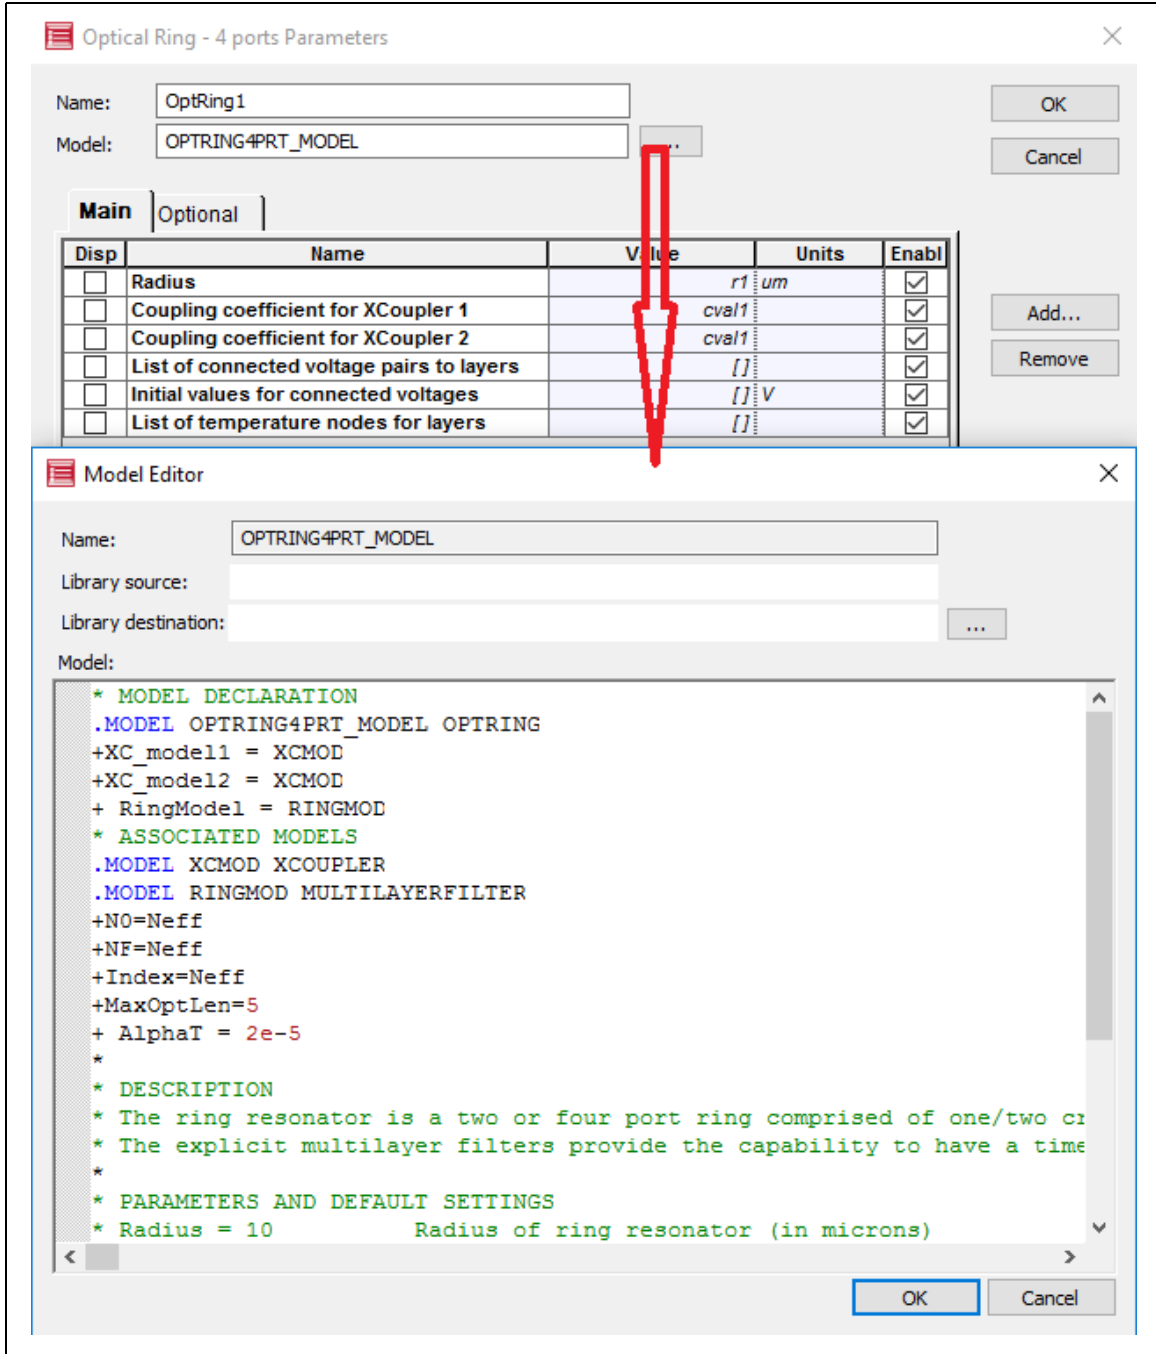 Optical Ring - 4 ports Parameters
Name: OptRing1 OK
Model: OPTRING4PRT_MODEL ... Cancel
Main Optional
Disp Name Value Units Enabl
Radius r1 um
Coupling coefficient for XCoupler 1 cval1 Add...
Coupling coefficient for XCoupler 2 cval1
List of connected voltage pairs to layers [ ] Remove
Initial values for connected voltages [ ] V
List of temperature nodes for layers [ ]
Model Editor
Name: OPTRING4PRT_MODEL
Library source:
Library destination: ...
Model:
* MODEL DECLARATION
.MODEL OPTRING4PRT_MODEL OPTRING
+XC_model1 = XCMOD
+XC_model2 = XCMOD
+ RingModel = RINGMOD
* ASSOCIATED MODELS
.MODEL XCMOD XCOUPLER
.MODEL RINGMOD MULTILAYERFILTER
+N0=Neff
+NF=Neff
+Index=Neff
+MaxOptLen=5
+ AlphaT = 2e-5
*
* DESCRIPTION
* The ring resonator is a two or four port ring comprised of one/two
* The explicit multilayer filters provide the capability to have a time
*
* PARAMETERS AND DEFAULT SETTINGS
* Radius = 10 Radius of ring resonator (in microns)
OK Cancel